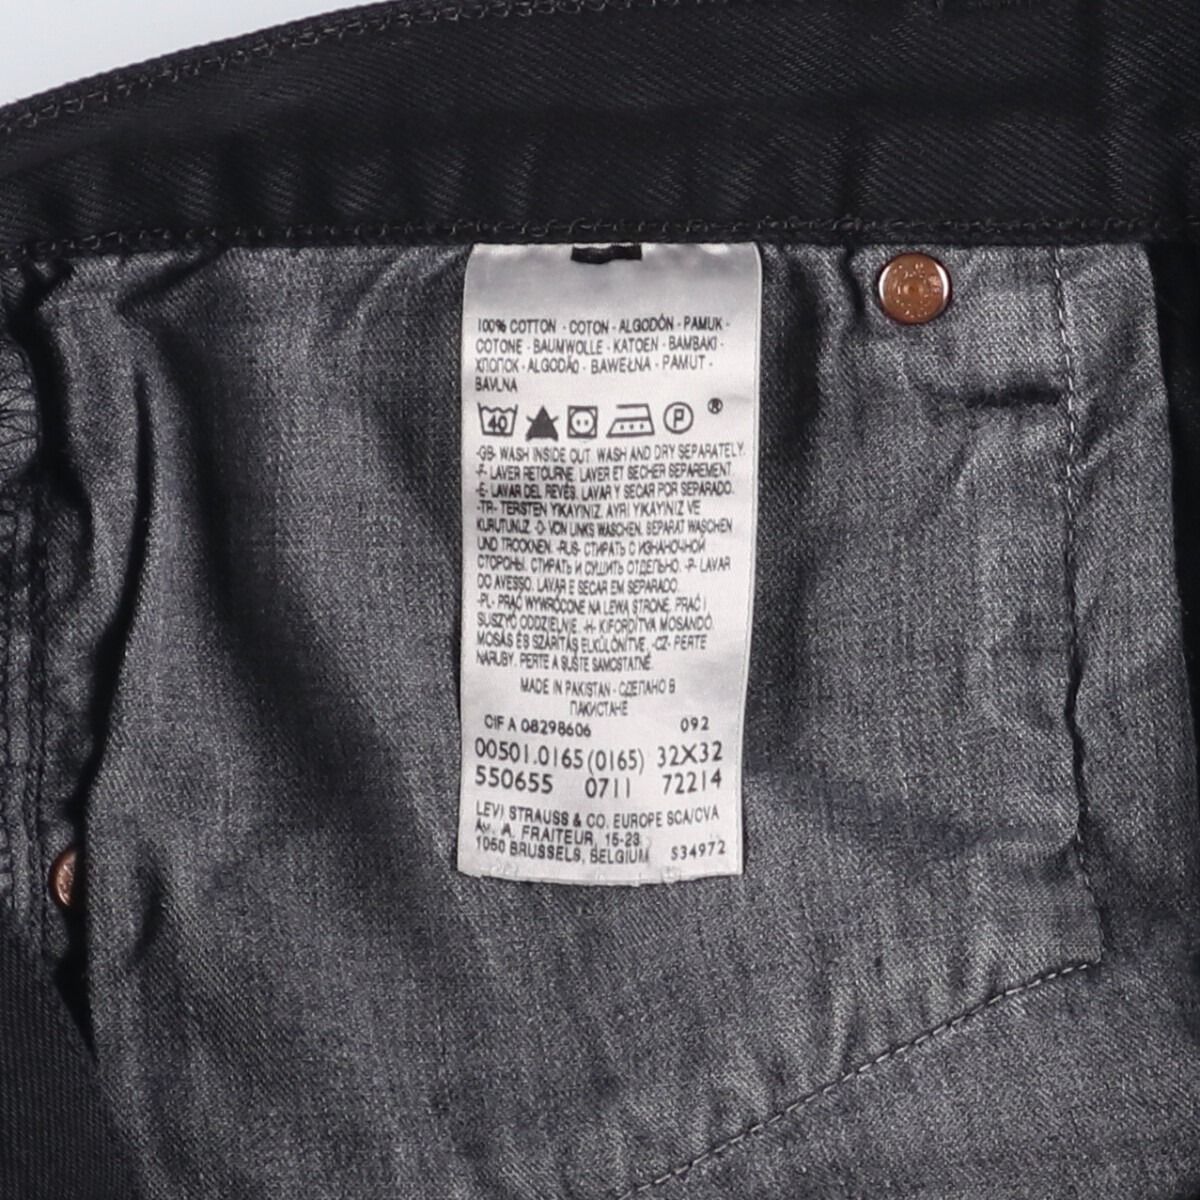 100% COTTON - COTON - ALGODÓN - PAMUK -
COTONE - BAUMWOLLE - KATOEN - BAMBAKI -
ХЛОПОК - ALGODÃO - BAWEŁNA - PAMUT -
BAVLNA
40 P ®
-GB- WASH INSIDE OUT. WASH AND DRY SEPARATELY.
-F- LAVER RETOURNE. LAVER ET SECHER SEPAREMENT.
-E- LAVAR DEL REVÉS. LAVAR Y SECAR POR SEPARADO.
-TR- TERSTEN YIKAYINIZ. AYRI YIKAYINIZ VE
KURUTUNUZ. -D- VON LINKS WASCHEN. SEPARAT WASCHEN
UND TROCKNEN. -RUS- СТИРАТЬ С ИЗНАНОЧНОЙ
СТОРОНЫ. СТИРАТЬ И СУШИТЬ ОТДЕЛЬНО. -P- LAVAR
DO AVESSO. LAVAR E SECAR EM SEPARADO.
-PL- PRAĆ WYWRÓCONE NA LEWĄ STRONĘ. PRAĆ I
SUSZYĆ ODDZIELNIE. -H- KIFORDÍTVA MOSANDÓ.
MOSÁS ÉS SZÁRÍTÁS ELKÜLÖNÍTVE. -CZ- PERTE
NARUBY. PERTE A SUŠTE SAMOSTATNĚ.
MADE IN PAKISTAN - СДЕЛАНО В
ПАКИСТАНЕ
CIF A 08298606 092
00501.0165 (0165) 32X32
550655 0711 72214
LEVI STRAUSS & CO. EUROPE SCA/CVA
Av. A. FRAITEUR, 15-23
1050 BRUSSELS, BELGIUM S34972